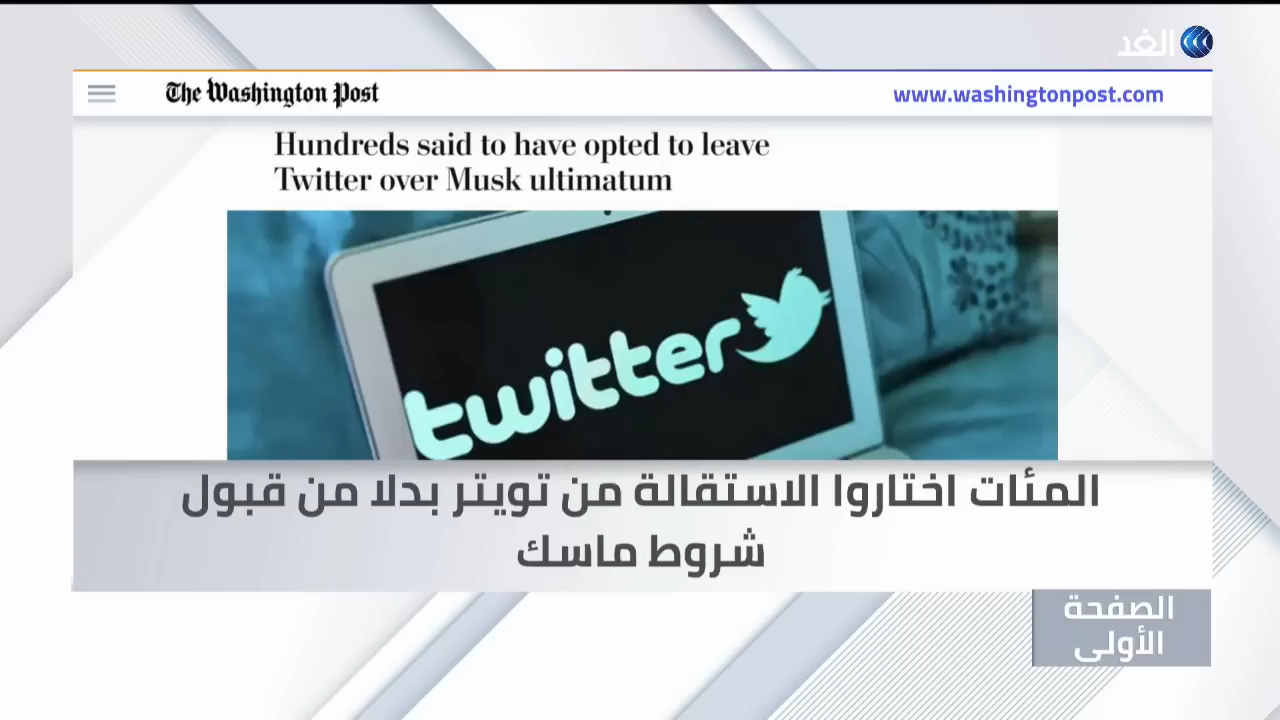 الغد
The Washington Post
www.washingtonpost.com
Hundreds said to have opted to leave
Twitter over Musk ultimatum
twitter
المئات اختاروا الاستقالة من تويتر بدلا من قبول
شروط ماسك
الصفحة
الأولى